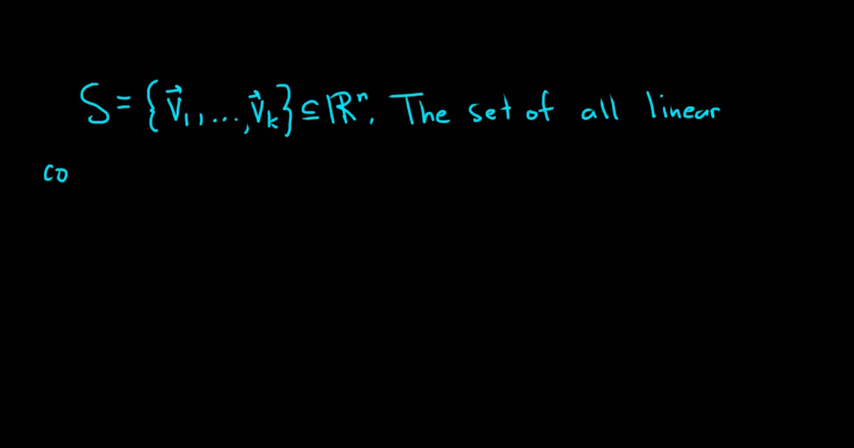 S = {v⃗₁, ..., v⃗ₖ} ⊆ ℝⁿ. The set of all linear
co